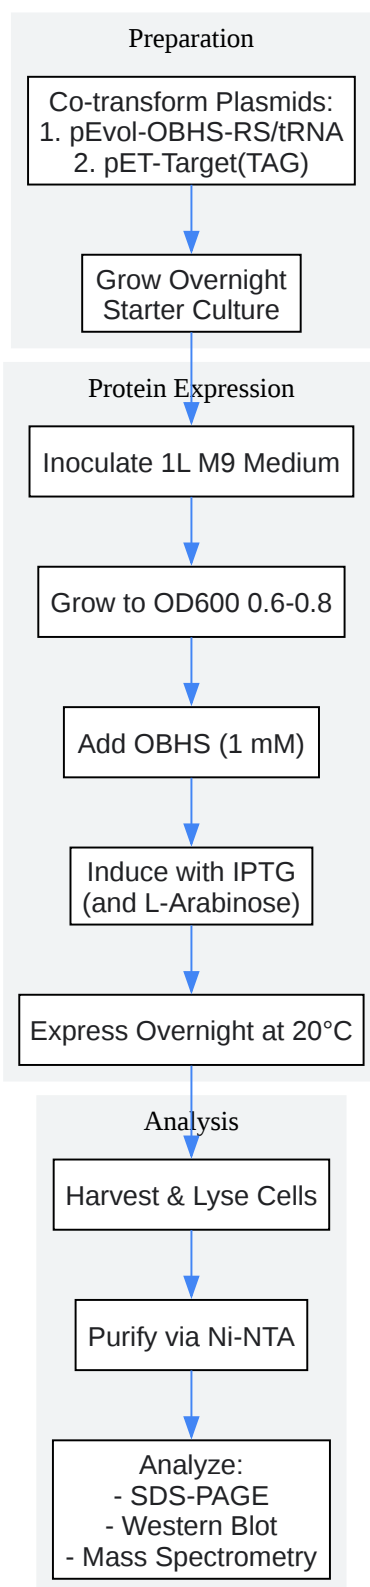 Preparation
Co-transform Plasmids:
1. pEvol-OBHS-RS/tRNA
2. pET-Target(TAG)
Grow Overnight
Starter Culture
Protein Expression
Inoculate 1L M9 Medium
Grow to OD600 0.6-0.8
Add OBHS (1 mM)
Induce with IPTG
(and L-Arabinose)
Express Overnight at 20°C
Analysis
Harvest & Lyse Cells
Purify via Ni-NTA
Analyze:
- SDS-PAGE
- Western Blot
- Mass Spectrometry